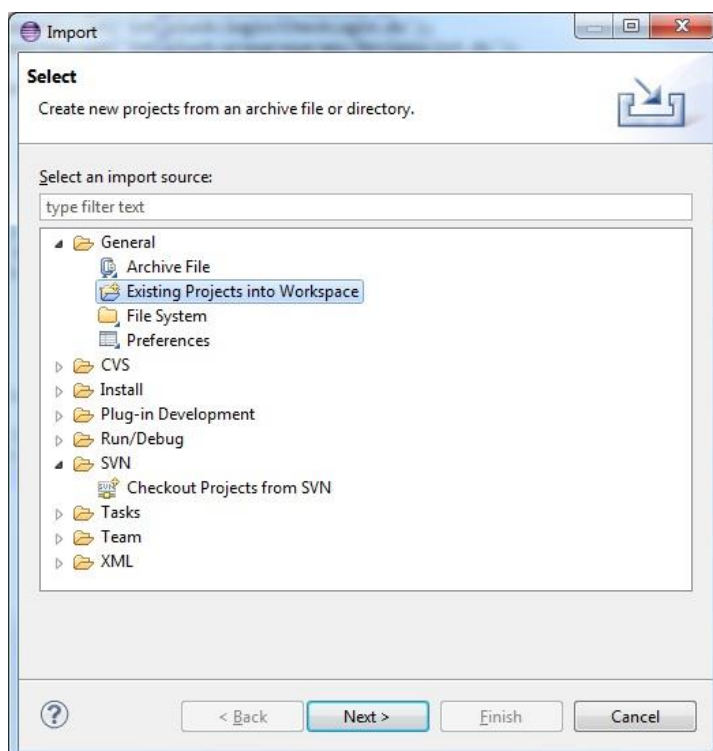 Import
Select
Create new projects from an archive file or directory.
Select an import source:
type filter text
General
Archive File
Existing Projects into Workspace
File System
Preferences
CVS
Install
Plug-in Development
Run/Debug
SVN
SVN
Checkout Projects from SVN
Tasks
Team
XML
?
< Back
Next >
Finish
Cancel